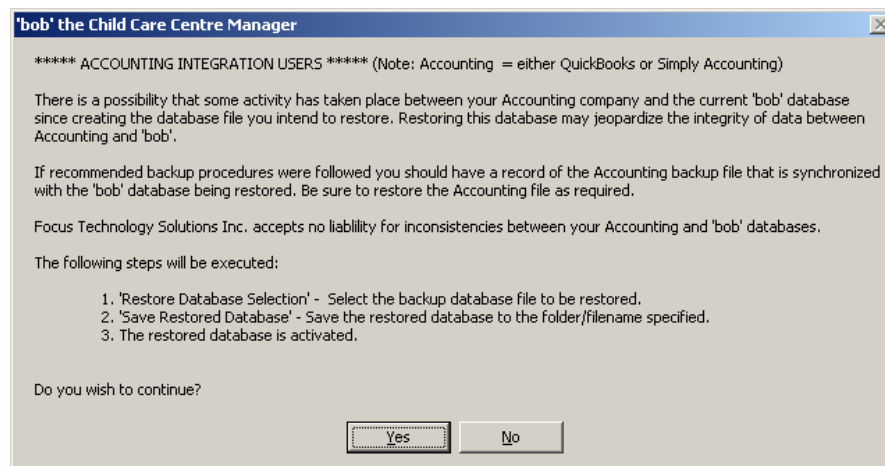 'bob' the Child Care Centre Manager
***** ACCOUNTING INTEGRATION USERS ***** (Note: Accounting = either QuickBooks or Simply Accounting)
There is a possibility that some activity has taken place between your Accounting company and the current 'bob' database
since creating the database file you intend to restore. Restoring this database may jeopardize the integrity of data between
Accounting and 'bob'.
If recommended backup procedures were followed you should have a record of the Accounting backup file that is synchronized
with the 'bob' database being restored. Be sure to restore the Accounting file as required.
Focus Technology Solutions Inc. accepts no liablility for inconsistencies between your Accounting and 'bob' databases.
The following steps will be executed:
1. 'Restore Database Selection' - Select the backup database file to be restored.
2. 'Save Restored Database' - Save the restored database to the folder/filename specified.
3. The restored database is activated.
Do you wish to continue?
Yes No